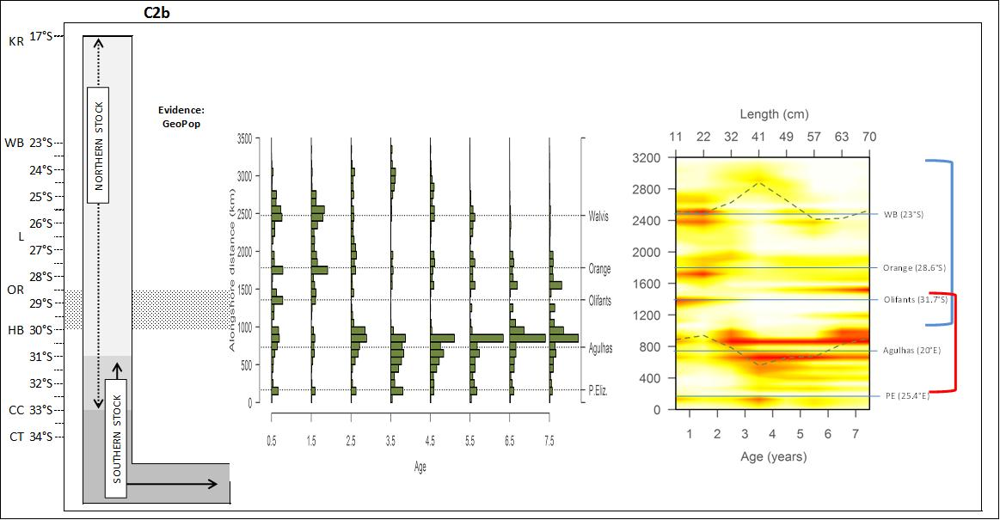 C2b
KR 17°S
WB 23°S
24°S
25°S
26°S
L
27°S
28°S
OR
29°S
HB 30°S
31°S
32°S
CC 33°S
CT 34°S
NORTHERN STOCK
SOUTHERN STOCK
Evidence:
GeoPop
Alongshore distance (km)
3500
3000
2500
2000
1500
1000
500
0
Walvis
Orange
Olifants
Agulhas
P.Eliz.
0.5 1.5 2.5 3.5 4.5 5.5 6.5 7.5
Age
Length (cm)
11 22 32 41 49 57 63 70
3200
2800
2400
2000
1600
1200
800
400
0
WB (23°S)
Orange (28.6°S)
Olifants (31.7°S)
Agulhas (20°E)
PE (25.4°E)
1 2 3 4 5 6 7
Age (years)